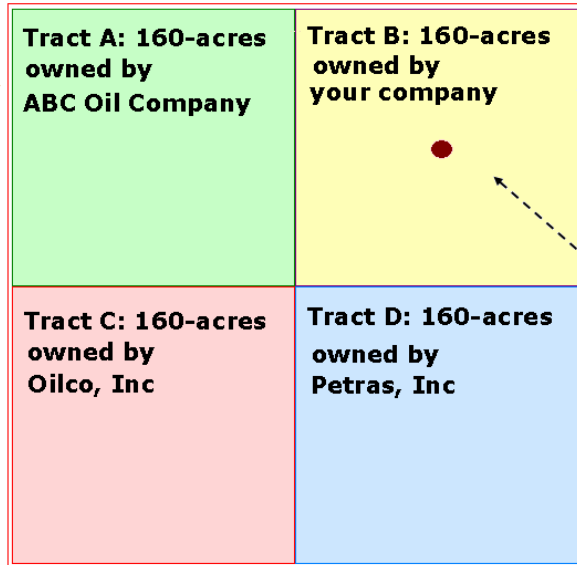 Tract A: 160-acres
owned by
ABC Oil Company
Tract B: 160-acres
owned by
your company
Tract C: 160-acres
owned by
Oilco, Inc
Tract D: 160-acres
owned by
Petras, Inc